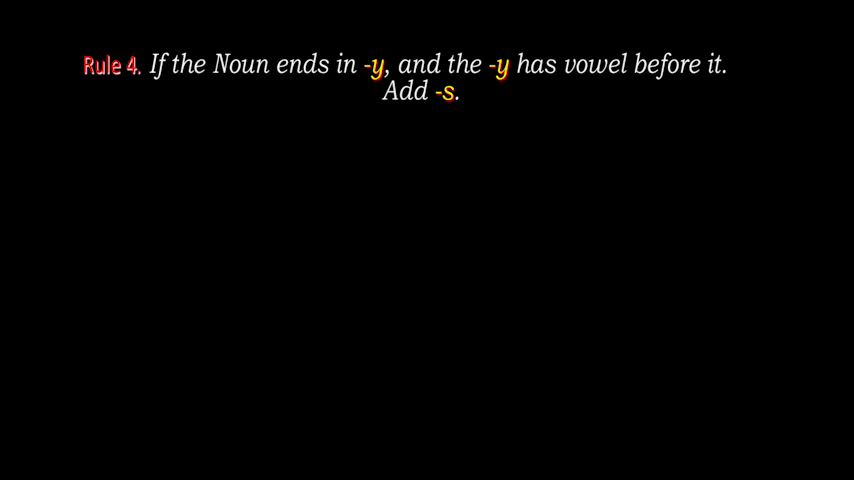 Rule 4. If the Noun ends in -y, and the -y has vowel before it.
Add -s.